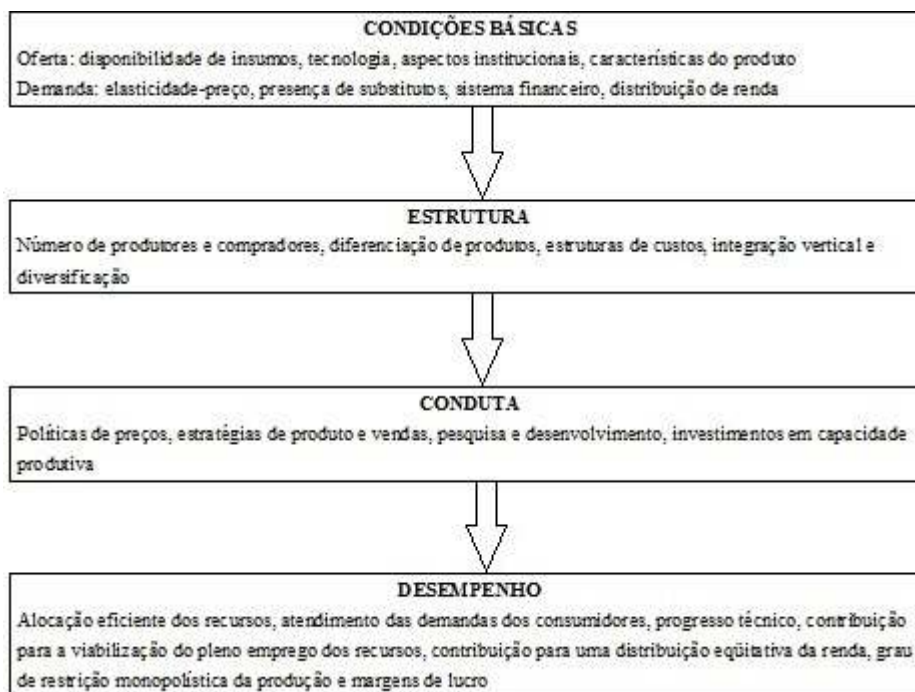 CONDIÇÕES BÁSICAS
Oferta: disponibilidade de insumos, tecnologia, aspectos institucionais, características do produto
Demanda: elasticidade-preço, presença de substitutos, sistema financeiro, distribuição de renda
ESTRUTURA
Número de produtores e compradores, diferenciação de produtos, estruturas de custos, integração vertical e
diversificação
CONDUTA
Políticas de preços, estratégias de produto e vendas, pesquisa e desenvolvimento, investimentos em capacidade
produtiva
DESEMPENHO
Alocação eficiente dos recursos, atendimento das demandas dos consumidores, progresso técnico, contribuição
para a viabilização do pleno emprego dos recursos, contribuição para uma distribuição eqüitativa da renda, grau
de restrição monopolística da produção e margens de lucro